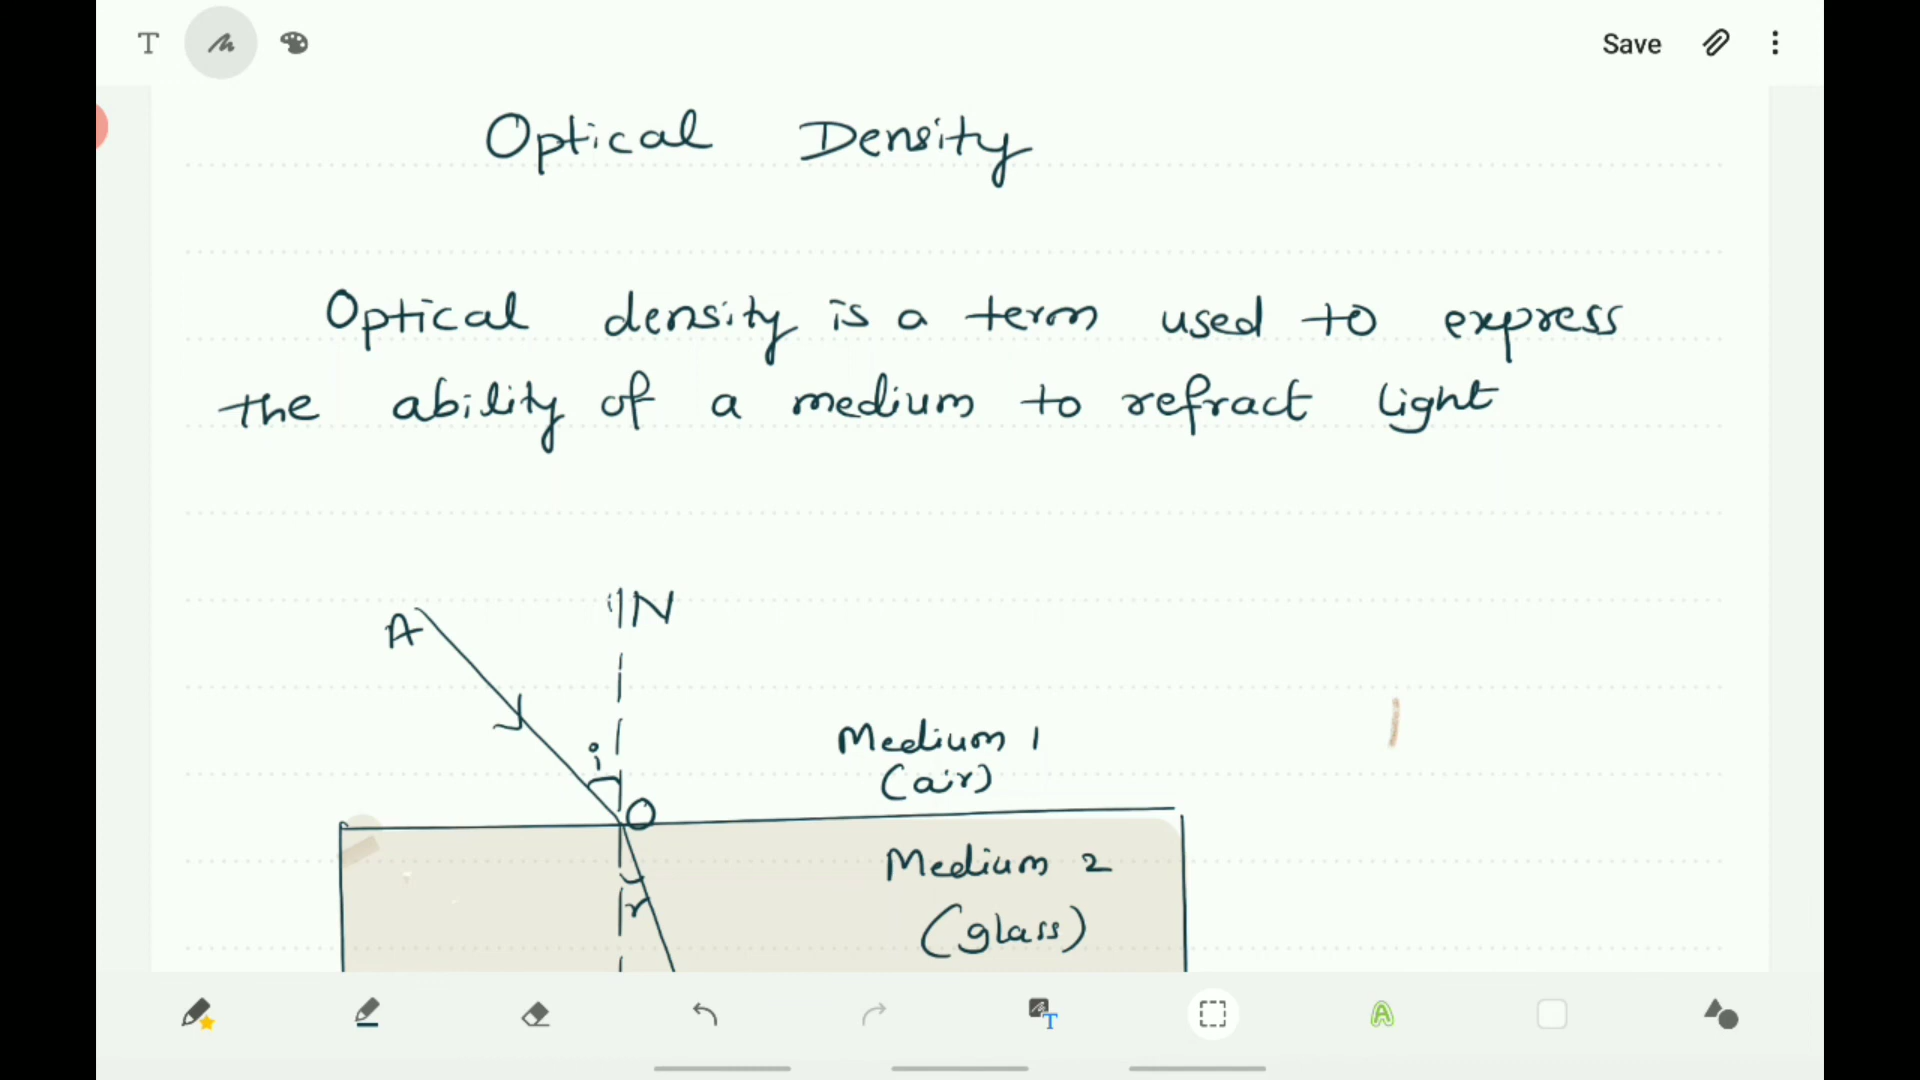 T
Save
Optical Density
Optical density is a term used to express
the ability of a medium to refract light
N
A
i
Medium 1
(air)
O
Medium 2
r
(glass)
T
A